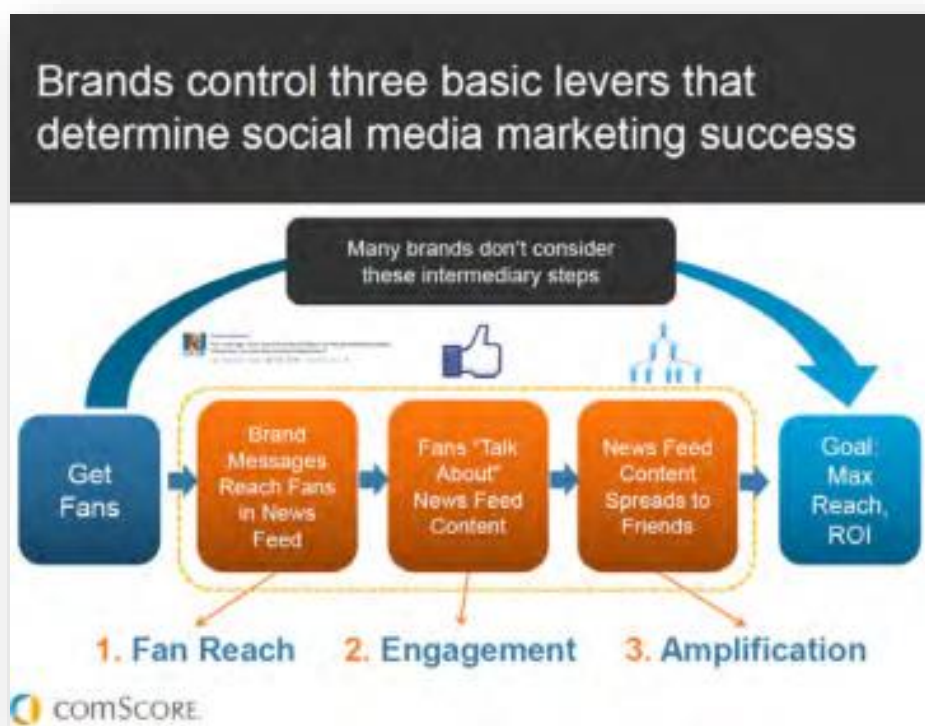 Brands control three basic levers that
determine social media marketing success
Many brands don't consider
these intermediary steps
Get
Fans
Brand
Messages
Reach Fans
in News
Feed
Fans "Talk
About"
News Feed
Content
News Feed
Content
Spreads to
Friends
Goal:
Max
Reach,
ROI
1. Fan Reach
2. Engagement
3. Amplification
comSCORE